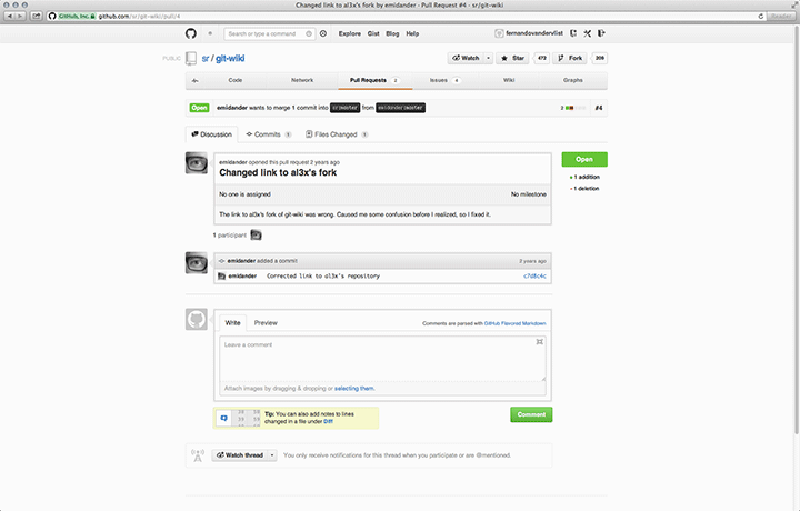 Changed link to al3x's fork by emidander · Pull Request #4 · sr/git-wiki
GitHub, Inc. github.com/sr/git-wiki/pull/4
Reader
Search or type a command
Explore Gist Blog Help
fernandovandervlist
PUBLIC
sr / git-wiki
Watch Star 472 Fork
Code Network Pull Requests 2 Issues 4 Wiki Graphs
Open emidander wants to merge 1 commit into sr:master from emidander:master
2 #4
Discussion Commits 1 Files Changed
emidander opened this pull request 2 years ago
Changed link to al3x's fork
No one is assigned No milestone
The link to al3x's fork of git-wiki was wrong. Caused me some confusion before I realized, so I fixed it.
Open
+ 1 addition
- 1 deletion
1 participant
emidander added a commit 2 years ago
emidander Corrected link to al3x's repository c7d8c4c
Write Preview Comments are parsed with GitHub Flavored Markdown
Leave a comment
Attach images by dragging & dropping or selecting them.
Tip: You can also add notes to lines
changed in a file under Diff
Comment
Watch thread You only receive notifications for this thread when you participate or are @mentioned.